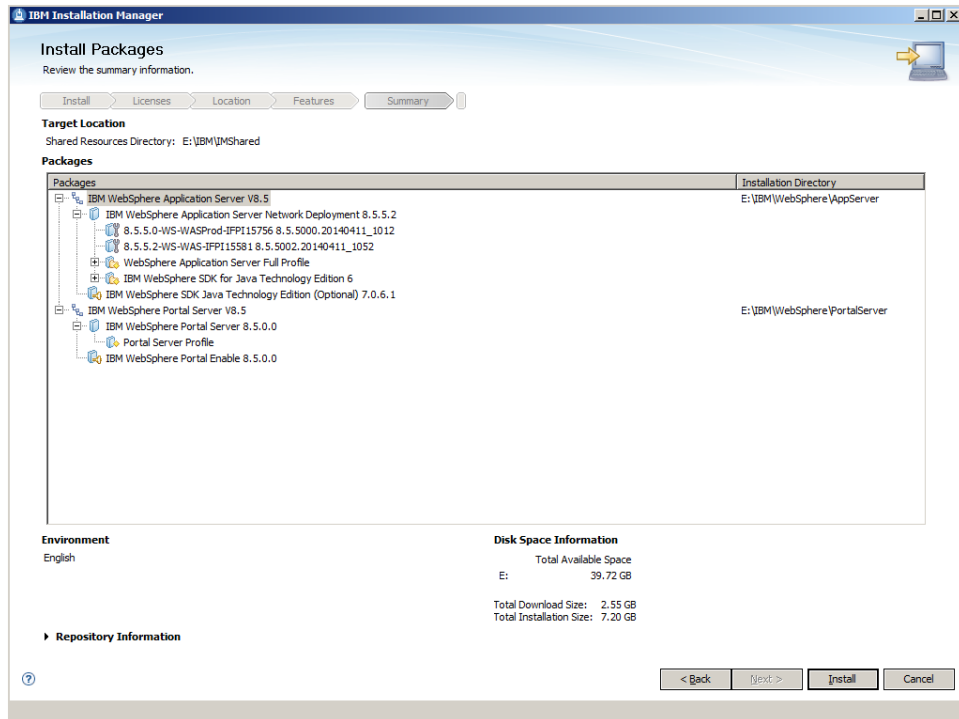 IBM Installation Manager
Install Packages
Review the summary information.
Install Licenses Location Features Summary
Target Location
Shared Resources Directory: E:\IBM\IMShared
Packages
Packages Installation Directory
IBM WebSphere Application Server V8.5 E:\IBM\WebSphere\AppServer
IBM WebSphere Application Server Network Deployment 8.5.5.2
8.5.5.0-WS-WASProd-IFPI15756 8.5.5000.20140411_1012
8.5.5.2-WS-WAS-IFPI15581 8.5.5002.20140411_1052
WebSphere Application Server Full Profile
IBM WebSphere SDK for Java Technology Edition 6
IBM WebSphere SDK Java Technology Edition (Optional) 7.0.6.1
IBM WebSphere Portal Server V8.5 E:\IBM\WebSphere\PortalServer
IBM WebSphere Portal Server 8.5.0.0
Portal Server Profile
IBM WebSphere Portal Enable 8.5.0.0
Environment Disk Space Information
English Total Available Space
E: 39.72 GB
Total Download Size: 2.55 GB
Total Installation Size: 7.20 GB
Repository Information
? < Back Next > Install Cancel